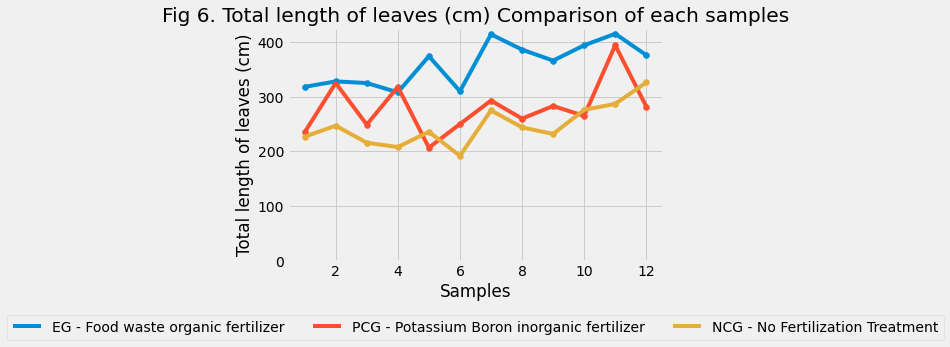 Fig 6. Total length of leaves (cm) Comparison of each samples
Total length of leaves (cm)
400
300
200
100
0
2 4 6 8 10 12
Samples
EG - Food waste organic fertilizer PCG - Potassium Boron inorganic fertilizer NCG - No Fertilization Treatment